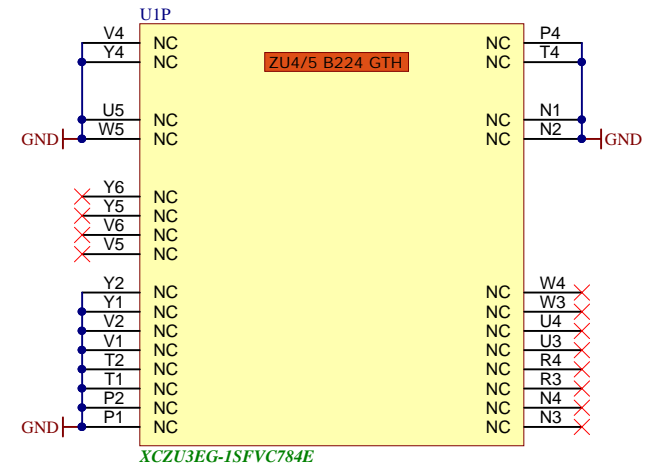 U1P
V4 NC NC P4
Y4 NC ZU4/5 B224 GTH NC T4
U5 NC NC N1
GND W5 NC NC N2 GND
Y6 NC
Y5 NC
V6 NC
V5 NC
Y2 NC NC W4
Y1 NC NC W3
V2 NC NC U4
V1 NC NC U3
T2 NC NC R4
T1 NC NC R3
P2 NC NC N4
GND P1 NC NC N3
XCZU3EG-1SFVC784E